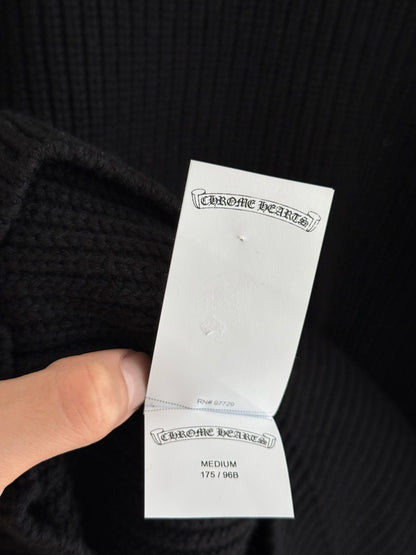 CHROME HEARTS
RN# 97729
CHROME HEARTS
MEDIUM
175 / 96B